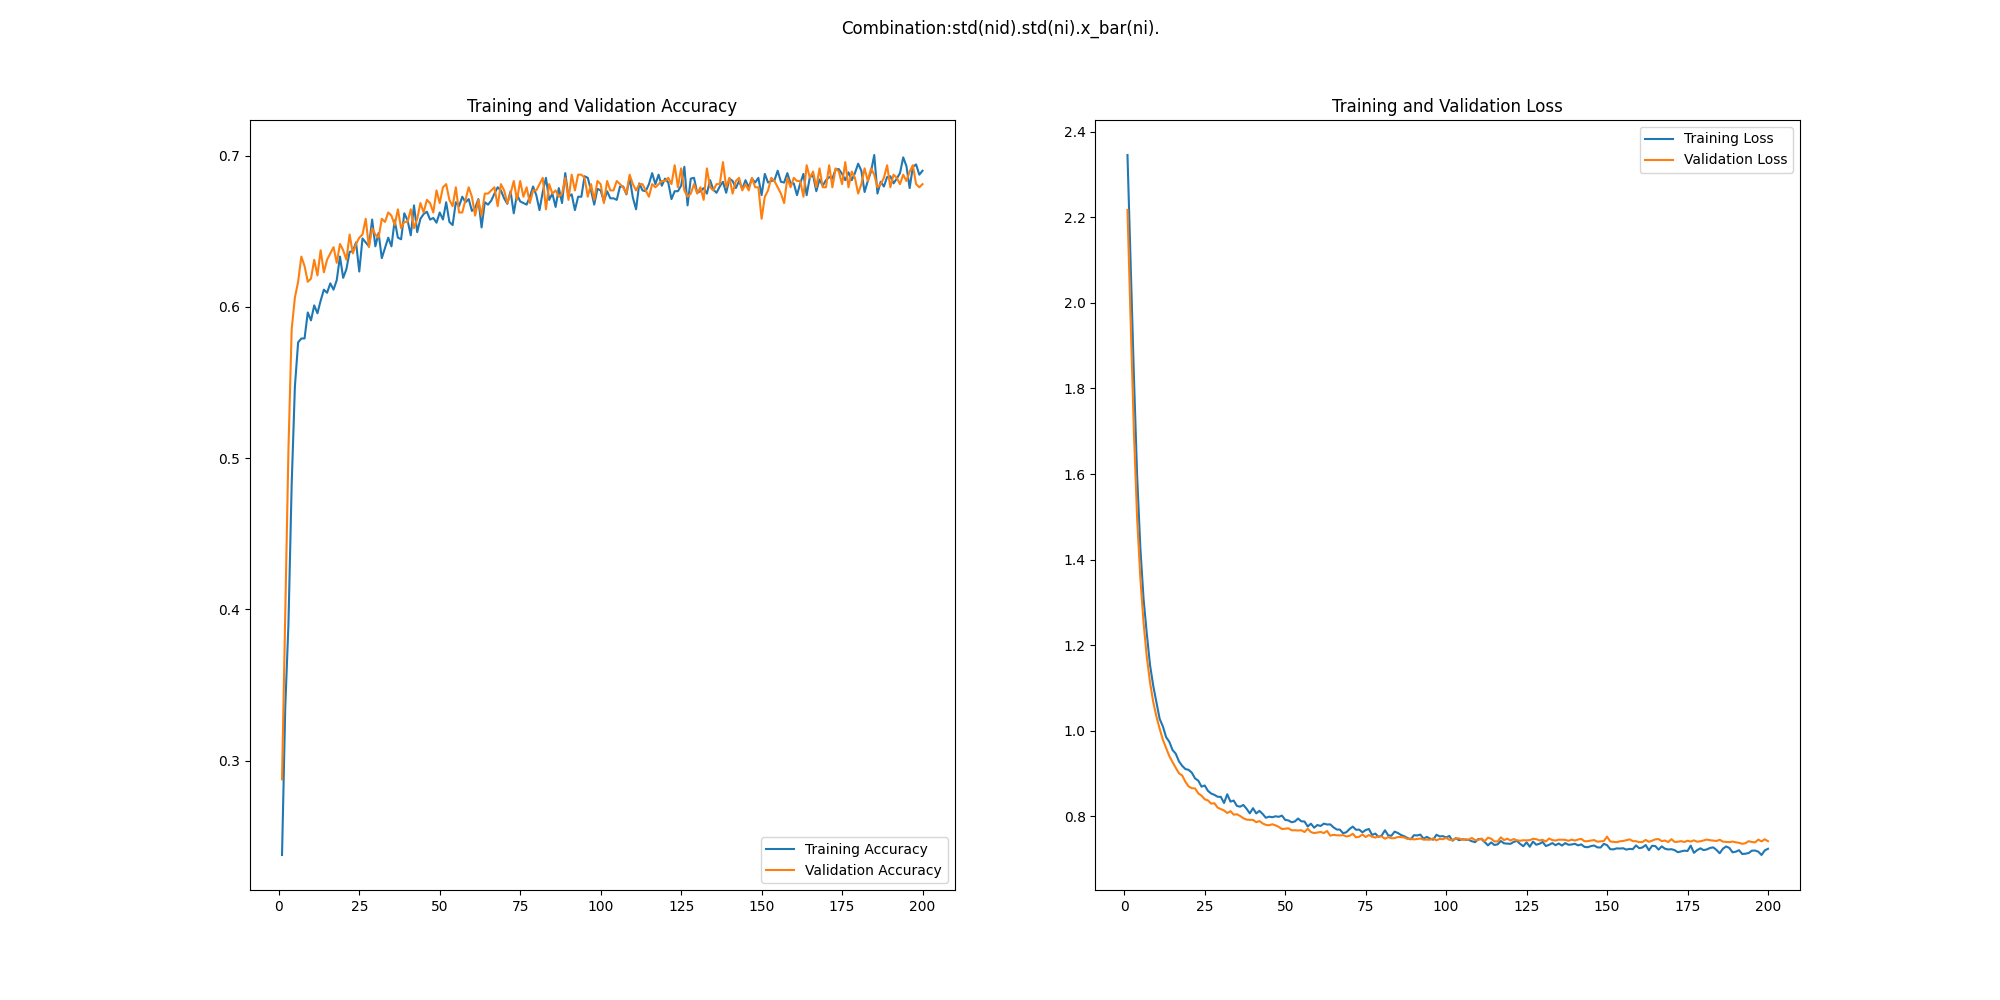 Combination:std(nid).std(ni).x_bar(ni).
Training and Validation Accuracy
0.7
0.6
0.5
0.4
0.3
Training Accuracy
Validation Accuracy
0 25 50 75 100 125 150 175 200
Training and Validation Loss
2.4
2.2
2.0
1.8
1.6
1.4
1.2
1.0
0.8
Training Loss
Validation Loss
0 25 50 75 100 125 150 175 200